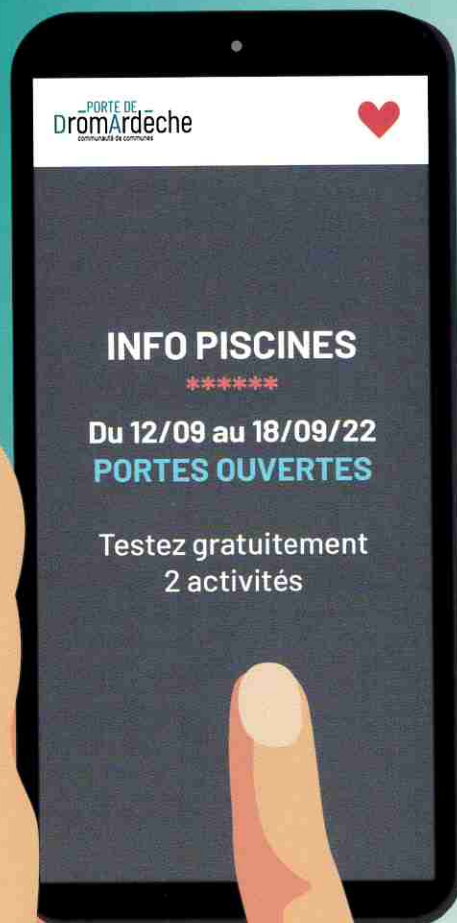 PORTE DE
DrômArdèche
communauté de communes
INFO PISCINES
******
Du 12/09 au 18/09/22
PORTES OUVERTES
Testez gratuitement
2 activités